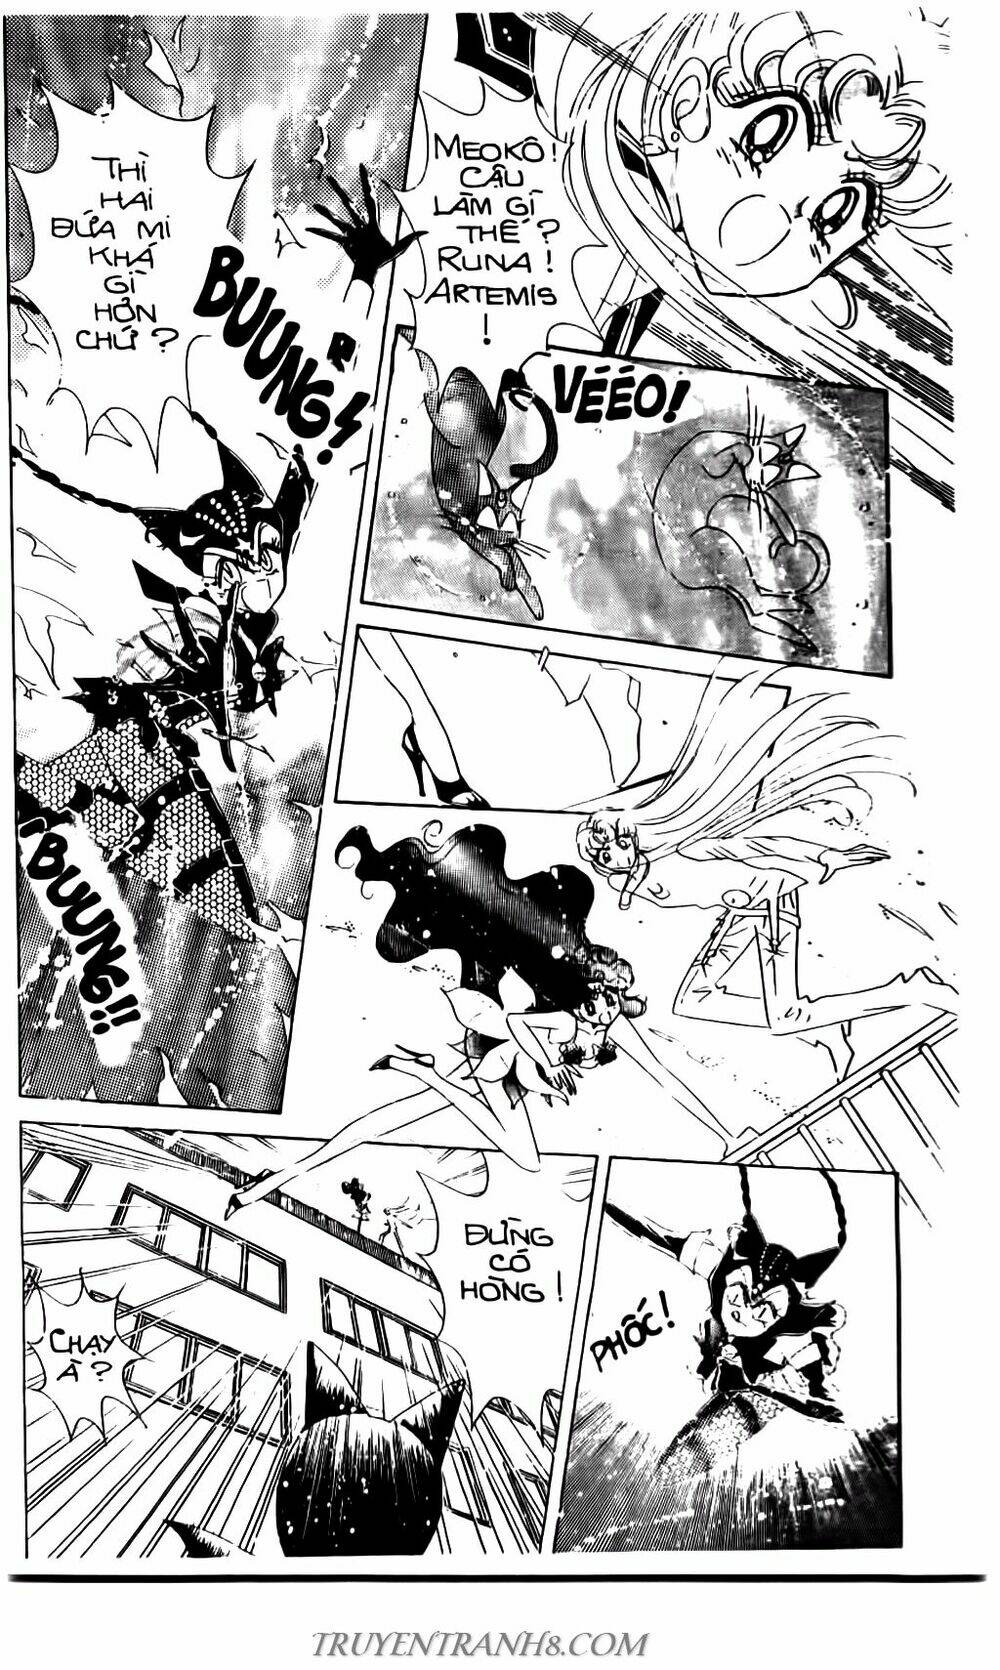 THÌ
HAI
ĐỨA MI
KHÁ
GÌ
HƠN
CHỨ ?
BUUNG!
MEOKÔ !
CẬU
LÀM GÌ
THẾ ?
RUNA !
ARTEMIS
!
VÉÉÉO!
BUUNG!!
ĐỪNG
CÓ
HÒNG !
CHẠY
À ?
PHỐC!
TRUYENTRANH8.COM